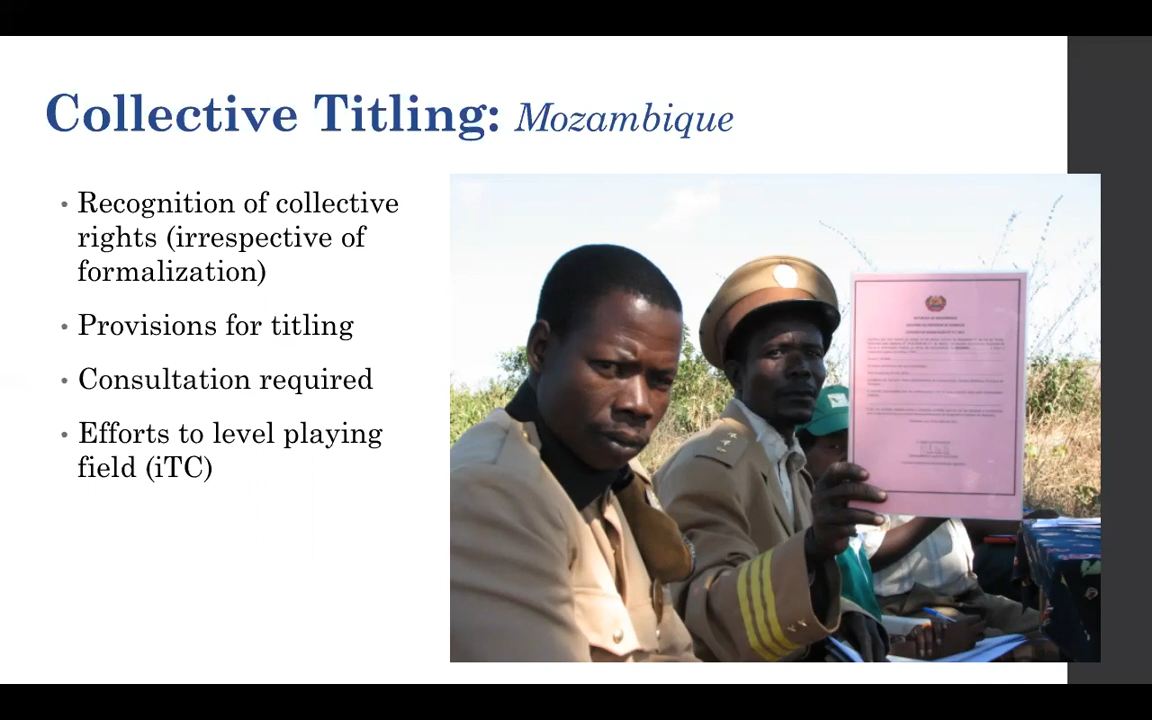 Collective Titling: Mozambique
• Recognition of collective
rights (irrespective of
formalization)
• Provisions for titling
• Consultation required
• Efforts to level playing
field (iTC)